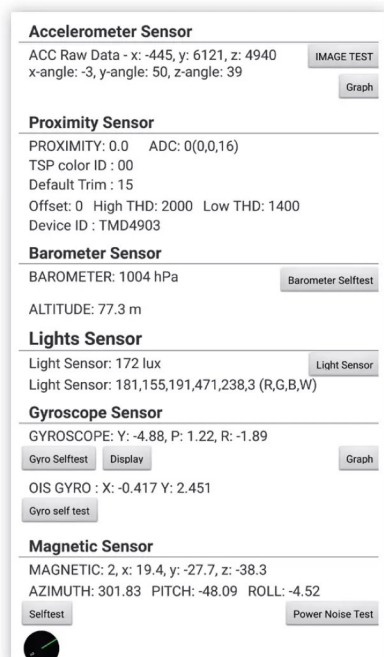 Accelerometer Sensor
ACC Raw Data - x: -445, y: 6121, z: 4940
x-angle: -3, y-angle: 50, z-angle: 39
IMAGE TEST
Graph
Proximity Sensor
PROXIMITY: 0.0 ADC: 0(0,0,16)
TSP color ID : 00
Default Trim : 15
Offset: 0 High THD: 2000 Low THD: 1400
Device ID : TMD4903
Barometer Sensor
BAROMETER: 1004 hPa
Barometer Selftest
ALTITUDE: 77.3 m
Lights Sensor
Light Sensor: 172 lux
Light Sensor
Light Sensor: 181,155,191,471,238,3 (R,G,B,W)
Gyroscope Sensor
GYROSCOPE: Y: -4.88, P: 1.22, R: -1.89
Gyro Selftest Display Graph
OIS GYRO : X: -0.417 Y: 2.451
Gyro self test
Magnetic Sensor
MAGNETIC: 2, x: 19.4, y: -27.7, z: -38.3
AZIMUTH: 301.83 PITCH: -48.09 ROLL: -4.52
Selftest Power Noise Test